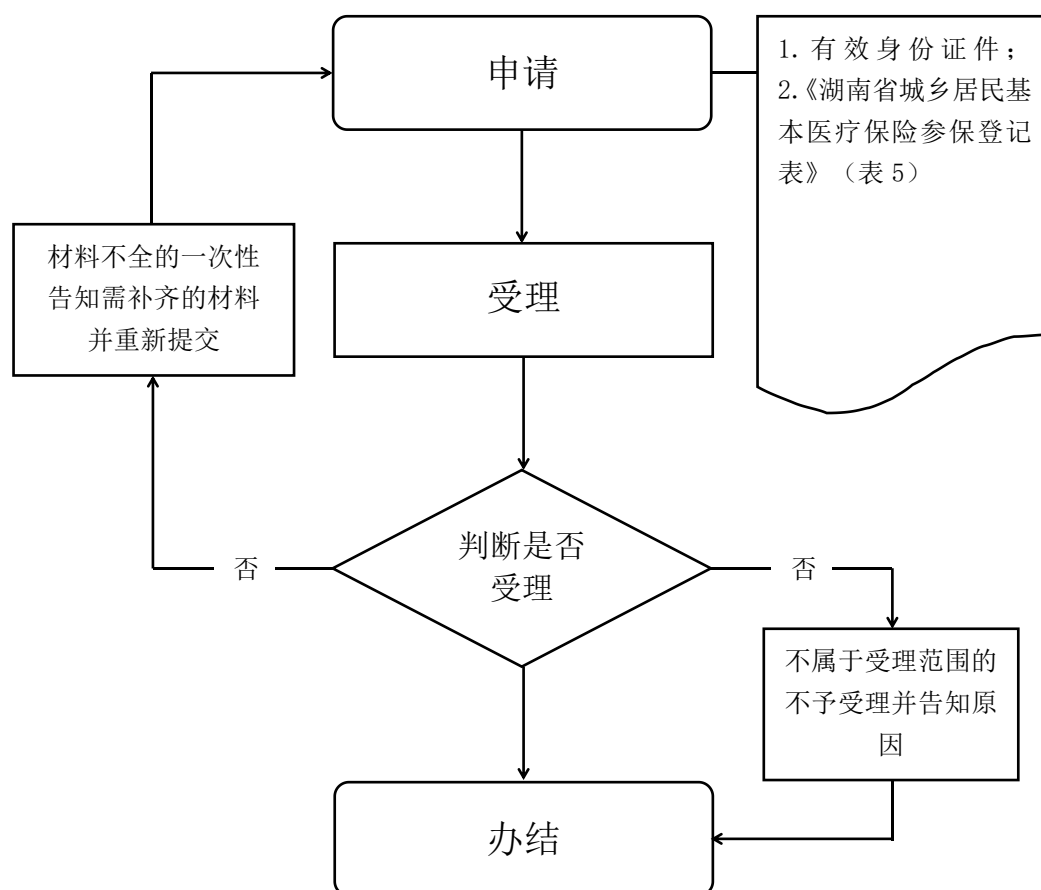 申请
1. 有效身份证件；
2.《湖南省城乡居民基
本医疗保险参保登记
表》（表 5）
材料不全的一次性
告知需补齐的材料
并重新提交
受理
判断是否
受理
否
否
不属于受理范围的
不予受理并告知原
因
办结